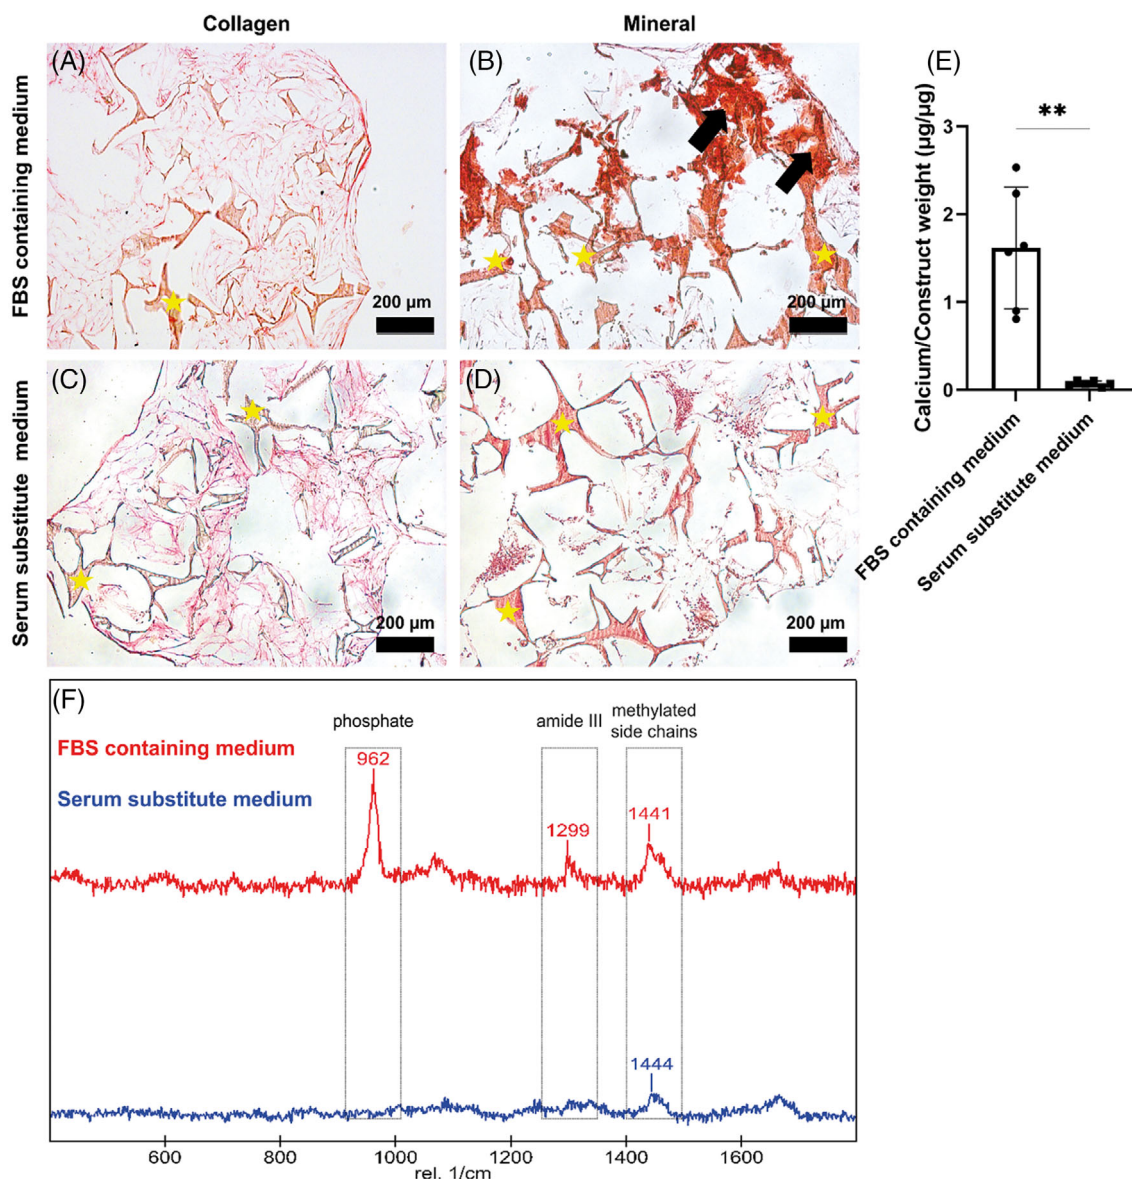 Collagen
Mineral
FBS containing medium
Serum substitute medium
(A)
200 µm
(B)
200 µm
(C)
200 µm
(D)
200 µm
(E)
**
Calcium/Construct weight (µg/µg)
3
2
1
0
FBS containing medium
Serum substitute medium
(F)
FBS containing medium
Serum substitute medium
phosphate
amide III
methylated
side chains
962
1299
1441
1444
600
800
1000
1200
1400
1600
rel. 1/cm